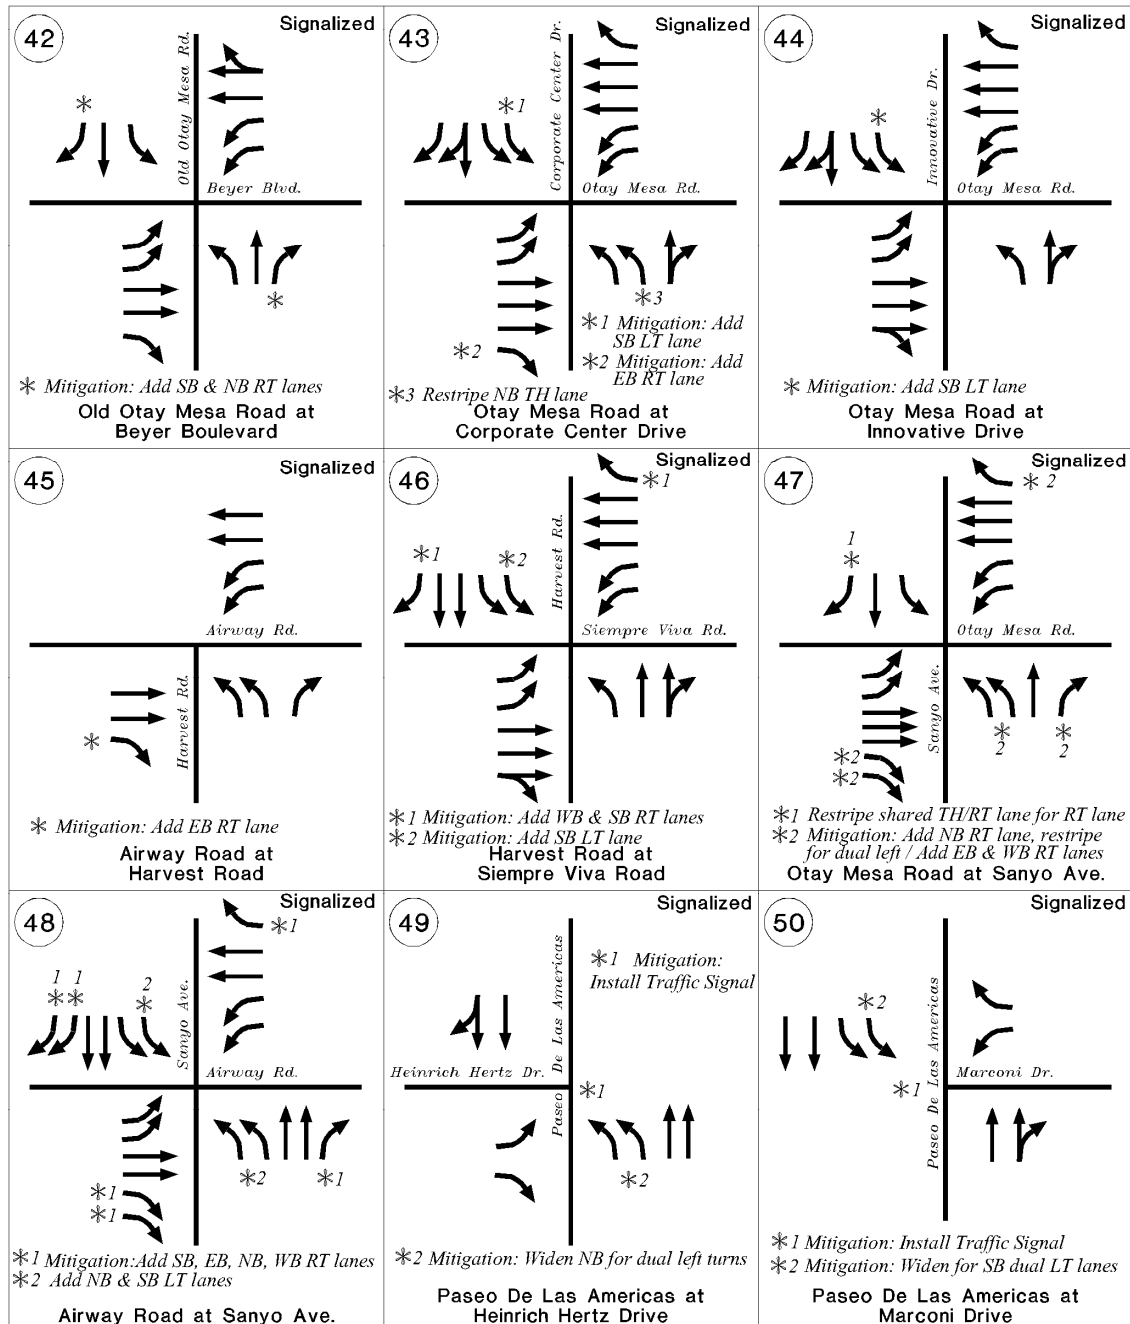 42
Signalized
Old Otay Mesa Rd.
✻
Beyer Blvd.
✻
✻ Mitigation: Add SB & NB RT lanes
Old Otay Mesa Road at
Beyer Boulevard
43
Signalized
Corporate Center Dr.
✻1
Otay Mesa Rd.
✻3
✻1 Mitigation: Add
SB LT lane
✻2
✻2 Mitigation: Add
EB RT lane
✻3 Restripe NB TH lane
Otay Mesa Road at
Corporate Center Drive
44
Signalized
Innovative Dr.
✻
Otay Mesa Rd.
✻ Mitigation: Add SB LT lane
Otay Mesa Road at
Innovative Drive
45
Signalized
Airway Rd.
Harvest Rd.
✻
✻ Mitigation: Add EB RT lane
Airway Road at
Harvest Road
46
Signalized
✻1
Harvest Rd.
✻1
✻2
Siempre Viva Rd.
✻1 Mitigation: Add WB & SB RT lanes
✻2 Mitigation: Add SB LT lane
Harvest Road at
Siempre Viva Road
47
Signalized
✻2
1
✻
Otay Mesa Rd.
Sanyo Ave.
✻
2
✻
2
✻2
✻2
✻1 Restripe shared TH/RT lane for RT lane
✻2 Mitigation: Add NB RT lane, restripe
for dual left / Add EB & WB RT lanes
Otay Mesa Road at Sanyo Ave.
48
Signalized
✻1
1 1 2
✻ ✻ ✻
Sanyo Ave.
Airway Rd.
✻2
✻1
✻1
✻1
✻1 Mitigation:Add SB, EB, NB, WB RT lanes
✻2 Add NB & SB LT lanes
Airway Road at Sanyo Ave.
49
Signalized
Paseo De Las Americas
✻1 Mitigation:
Install Traffic Signal
Heinrich Hertz Dr.
✻1
✻2
✻2 Mitigation: Widen NB for dual left turns
Paseo De Las Americas at
Heinrich Hertz Drive
50
Signalized
Paseo De Las Americas
✻2
Marconi Dr.
✻1
✻1 Mitigation: Install Traffic Signal
✻2 Mitigation: Widen for SB dual LT lanes
Paseo De Las Americas at
Marconi Drive